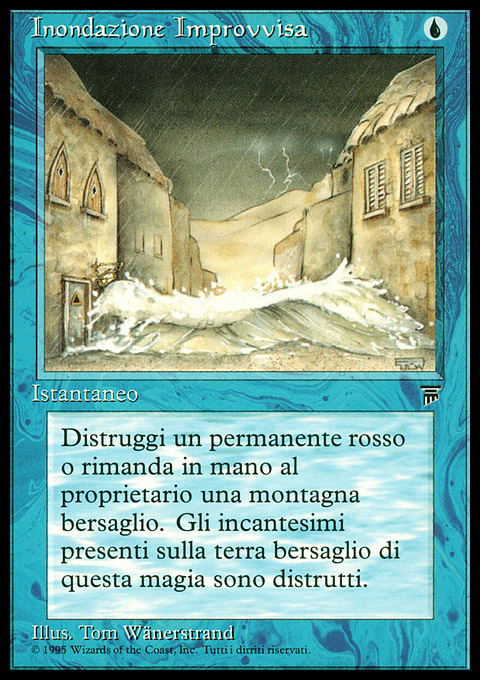 Inondazione Improvvisa
Istantaneo
Distruggi un permanente rosso
o rimanda in mano al
proprietario una montagna
bersaglio. Gli incantesimi
presenti sulla terra bersaglio di
questa magia sono distrutti.
Illus. Tom Wänerstrand
© 1995 Wizards of the Coast, Inc. Tutti i dirriti riservati.